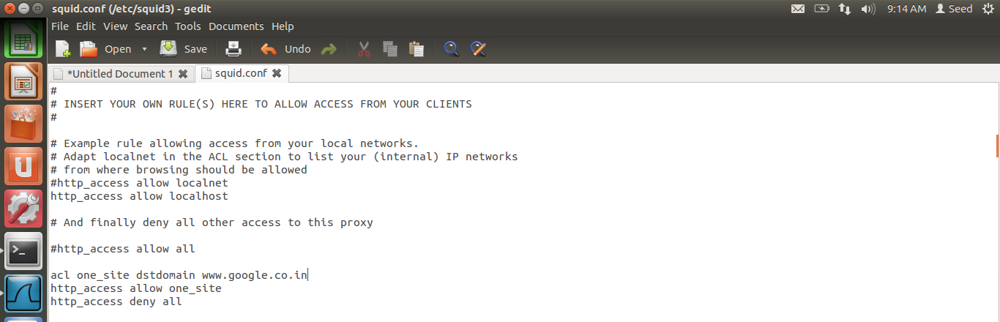 squid.conf (/etc/squid3) - gedit
9:14 AM Seed
File Edit View Search Tools Documents Help
Open Save Undo
*Untitled Document 1 squid.conf
#
# INSERT YOUR OWN RULE(S) HERE TO ALLOW ACCESS FROM YOUR CLIENTS
#
# Example rule allowing access from your local networks.
# Adapt localnet in the ACL section to list your (internal) IP networks
# from where browsing should be allowed
#http_access allow localnet
http_access allow localhost
# And finally deny all other access to this proxy
#http_access allow all
acl one_site dstdomain www.google.co.in
http_access allow one_site
http_access deny all